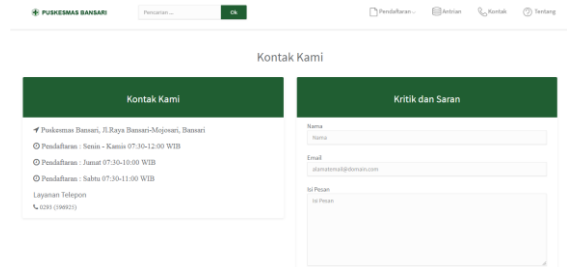 PUSKESMAS BANSARI
Pencarian ...
Ok
Pendaftaran ..
Antrian
Kontak
Tentang
Kontak Kami
Kontak Kami
Puskesmas Bansari, Jl.Raya Bansari-Mojosari, Bansari
Pendaftaran : Senin - Kamis 07:30-12:00 WIB
Pendaftaran : Jumat 07:30-10:00 WIB
Pendaftaran : Sabtu 07:30-11:00 WIB
Layanan Telepon
Kritik dan Saran
Nama
Nama
Email
alamatemail@domain.com
Isi Pesan
Isi Pesan